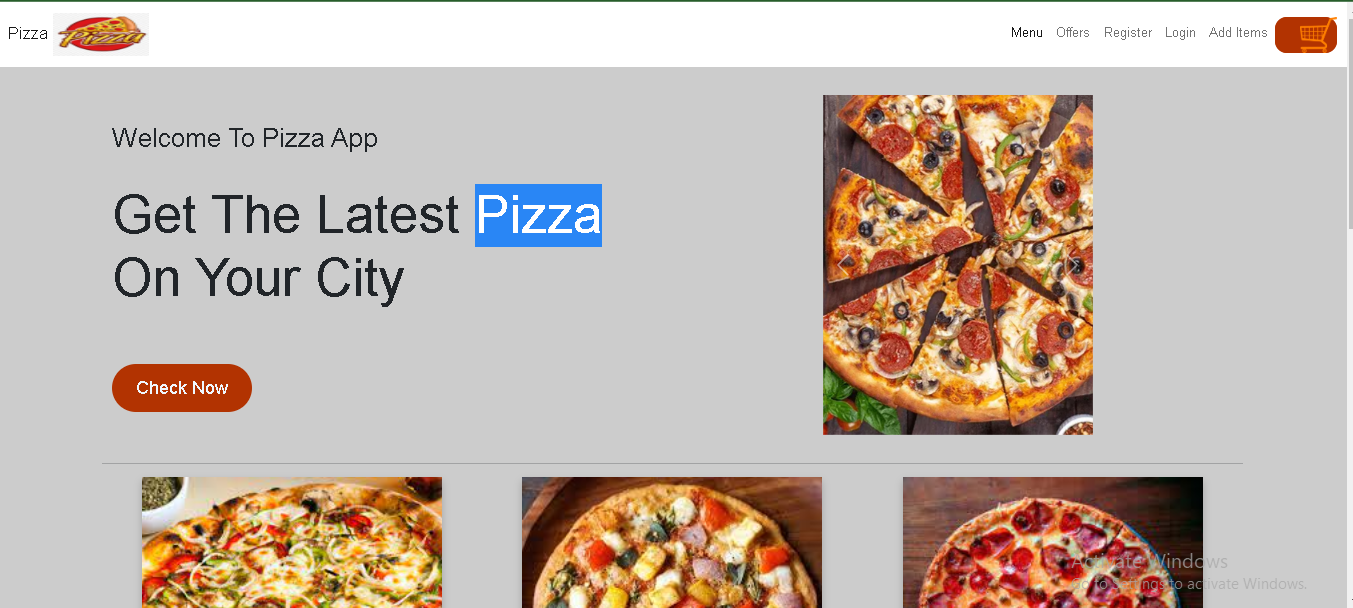 Pizza Pizza Menu Offers Register Login Add Items
Welcome To Pizza App
Get The Latest Pizza
On Your City
Check Now
Activate Windows
Go to Settings to activate Windows.